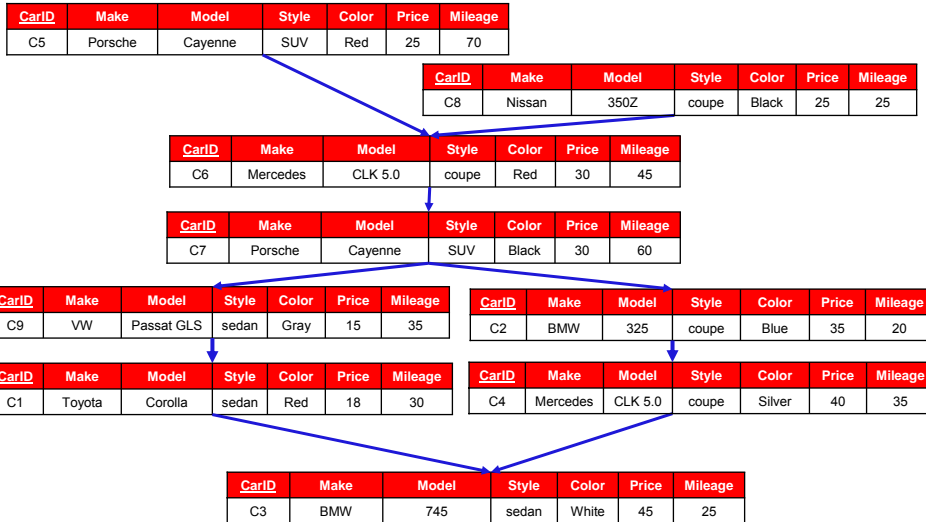 CarID Make Model Style Color Price Mileage
C5 Porsche Cayenne SUV Red 25 70
CarID Make Model Style Color Price Mileage
C8 Nissan 350Z coupe Black 25 25
CarID Make Model Style Color Price Mileage
C6 Mercedes CLK 5.0 coupe Red 30 45
CarID Make Model Style Color Price Mileage
C7 Porsche Cayenne SUV Black 30 60
CarID Make Model Style Color Price Mileage
C9 VW Passat GLS sedan Gray 15 35
CarID Make Model Style Color Price Mileage
C2 BMW 325 coupe Blue 35 20
CarID Make Model Style Color Price Mileage
C1 Toyota Corolla sedan Red 18 30
CarID Make Model Style Color Price Mileage
C4 Mercedes CLK 5.0 coupe Silver 40 35
CarID Make Model Style Color Price Mileage
C3 BMW 745 sedan White 45 25